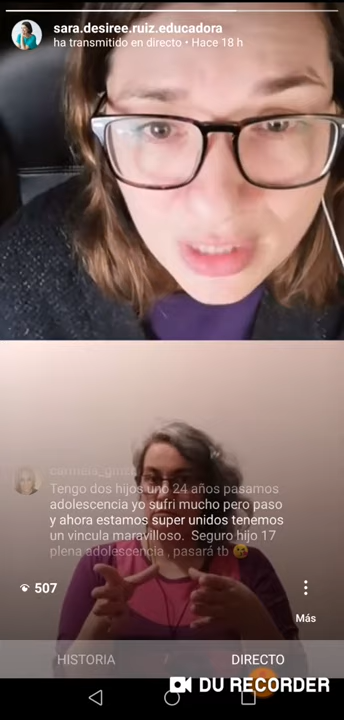 sara.desiree.ruiz.educadora
ha transmitido en directo • Hace 18 h
Tengo dos hijos uno 24 años pasamos
adolescencia yo sufri mucho pero paso
y ahora estamos super unidos tenemos
un vincula maravilloso. Seguro hijo 17
plena adolescencia , pasará tb
507
Más
HISTORIA / DIRECTO
DU RECORDER